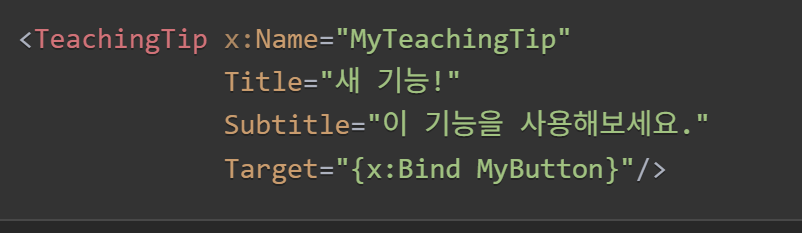 <TeachingTip x:Name="MyTeachingTip"
Title="새 기능!"
Subtitle="이 기능을 사용해보세요."
Target="{x:Bind MyButton}"/>